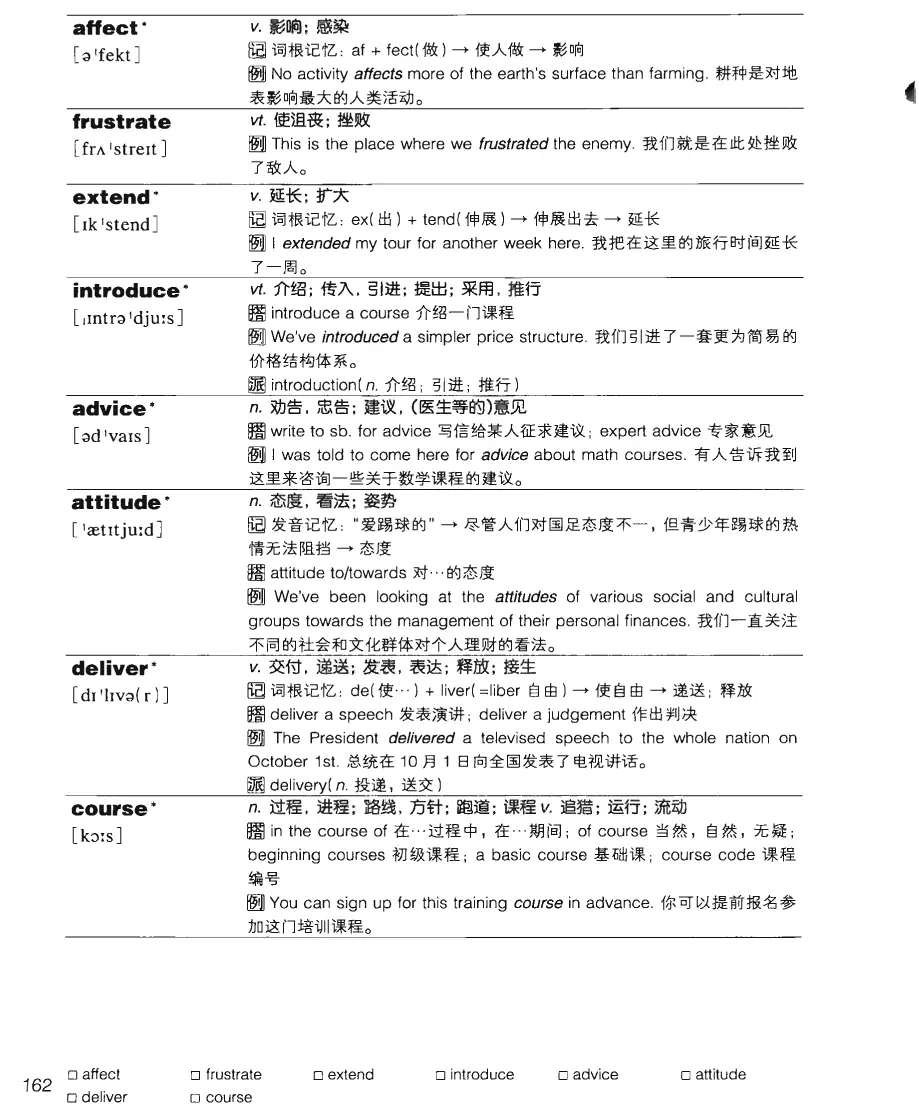 affect*
v. 影响；感染
[əˈfekt]
记 词根记忆：af + fect(做) → 使人做 → 影响
例 No activity affects more of the earth's surface than farming. 耕种是对地
表影响最大的人类活动。
frustrate
vt. 使沮丧；挫败
[frʌˈstreɪt]
例 This is the place where we frustrated the enemy. 我们就是在此处挫败
了敌人。
extend*
v. 延长；扩大
[ɪkˈstend]
记 词根记忆：ex(出) + tend(伸展) → 伸展出去 → 延长
例 I extended my tour for another week here. 我把在这里的旅行时间延长
了一周。
introduce*
vt. 介绍；传入，引进；提出；采用，推行
[ˌɪntrəˈdjuːs]
搭 introduce a course 介绍一门课程
例 We've introduced a simpler price structure. 我们引进了一套更为简易的
价格结构体系。
派 introduction(n. 介绍；引进；推行)
advice*
n. 劝告，忠告；建议，(医生等的)意见
[ədˈvaɪs]
搭 write to sb. for advice 写信给某人征求建议；expert advice 专家意见
例 I was told to come here for advice about math courses. 有人告诉我到
这里来咨询一些关于数学课程的建议。
attitude*
n. 态度，看法；姿势
[ˈætɪtjuːd]
记 发音记忆："爱踢球的" → 尽管人们对国足态度不一，但青少年踢球的热
情无法阻挡 → 态度
搭 attitude to/towards 对…的态度
例 We've been looking at the attitudes of various social and cultural
groups towards the management of their personal finances. 我们一直关注
不同的社会和文化群体对个人理财的看法。
deliver*
v. 交付，递送；发表，表达；释放；接生
[dɪˈlɪvə(r)]
记 词根记忆：de(使…) + liver(=liber 自由) → 使自由 → 递送；释放
搭 deliver a speech 发表演讲；deliver a judgement 作出判决
例 The President delivered a televised speech to the whole nation on
October 1st. 总统在 10 月 1 日向全国发表了电视讲话。
派 delivery(n. 投递，送交)
course*
n. 过程，进程；路线，方针；跑道；课程 v. 追猎；运行；流动
[kɔːs]
搭 in the course of 在…过程中，在…期间；of course 当然，自然，无疑；
beginning courses 初级课程；a basic course 基础课；course code 课程
编号
例 You can sign up for this training course in advance. 你可以提前报名参
加这门培训课程。
162
□ affect □ frustrate □ extend □ introduce □ advice □ attitude
□ deliver □ course